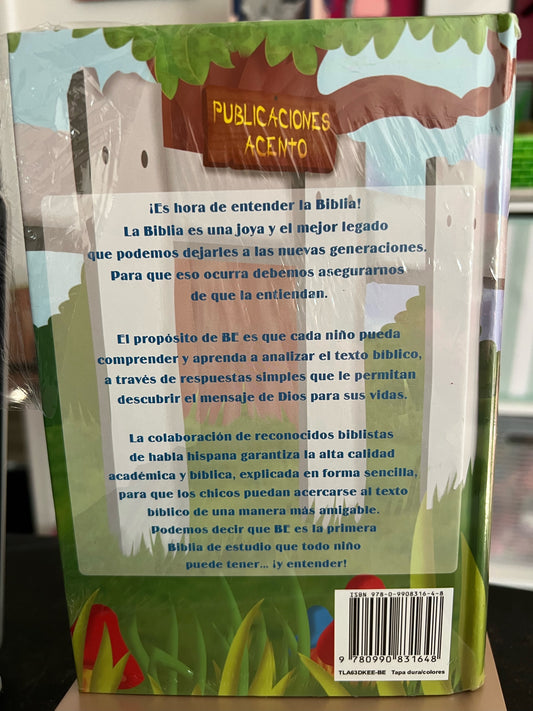 PUBLICACIONES
ACENTO
¡Es hora de entender la Biblia!
La Biblia es una joya y el mejor legado
que podemos dejarles a las nuevas generaciones.
Para que eso ocurra debemos asegurarnos
de que la entiendan.
El propósito de BE es que cada niño pueda
comprender y aprenda a analizar el texto bíblico,
a través de respuestas simples que le permitan
descubrir el mensaje de Dios para sus vidas.
La colaboración de reconocidos biblistas
de habla hispana garantiza la alta calidad
académica y bíblica, explicada en forma sencilla,
para que los chicos puedan acercarse al texto
bíblico de una manera más amigable.
Podemos decir que BE es la primera
Biblia de estudio que todo niño
puede tener... ¡y entender!
ISBN 978-0-9908316-4-8
9 780990 831648
TLA63DKEE-BE Tapa dura/colores